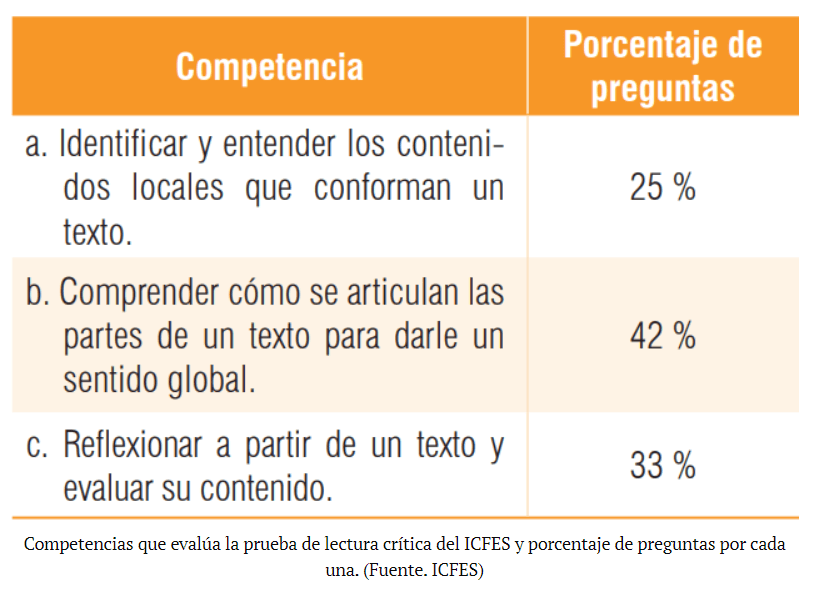 Competencia
Porcentaje de
preguntas
a. Identificar y entender los conteni-
dos locales que conforman un
texto.
25 %
b. Comprender cómo se articulan las
partes de un texto para darle un
sentido global.
42 %
c. Reflexionar a partir de un texto y
evaluar su contenido.
33 %
Competencias que evalúa la prueba de lectura crítica del ICFES y porcentaje de preguntas por cada
una. (Fuente. ICFES)